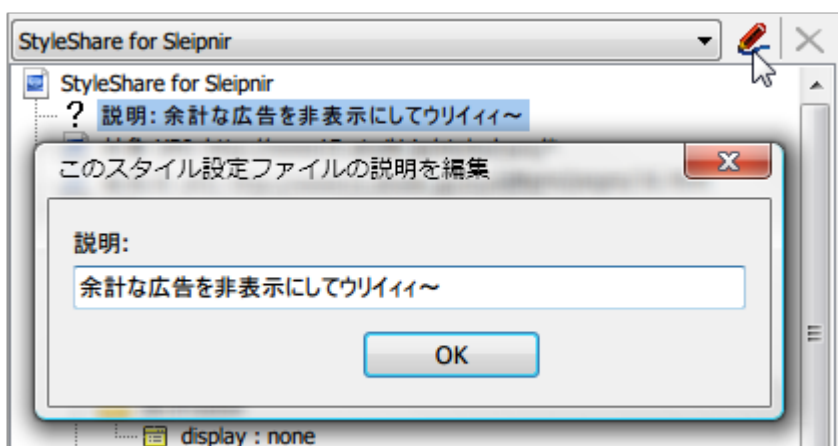 StyleShare for Sleipnir
StyleShare for Sleipnir
? 説明: 余計な広告を非表示にしてウリイィィ～
このスタイル設定ファイルの説明を編集
説明:
余計な広告を非表示にしてウリイィィ～
OK
display : none